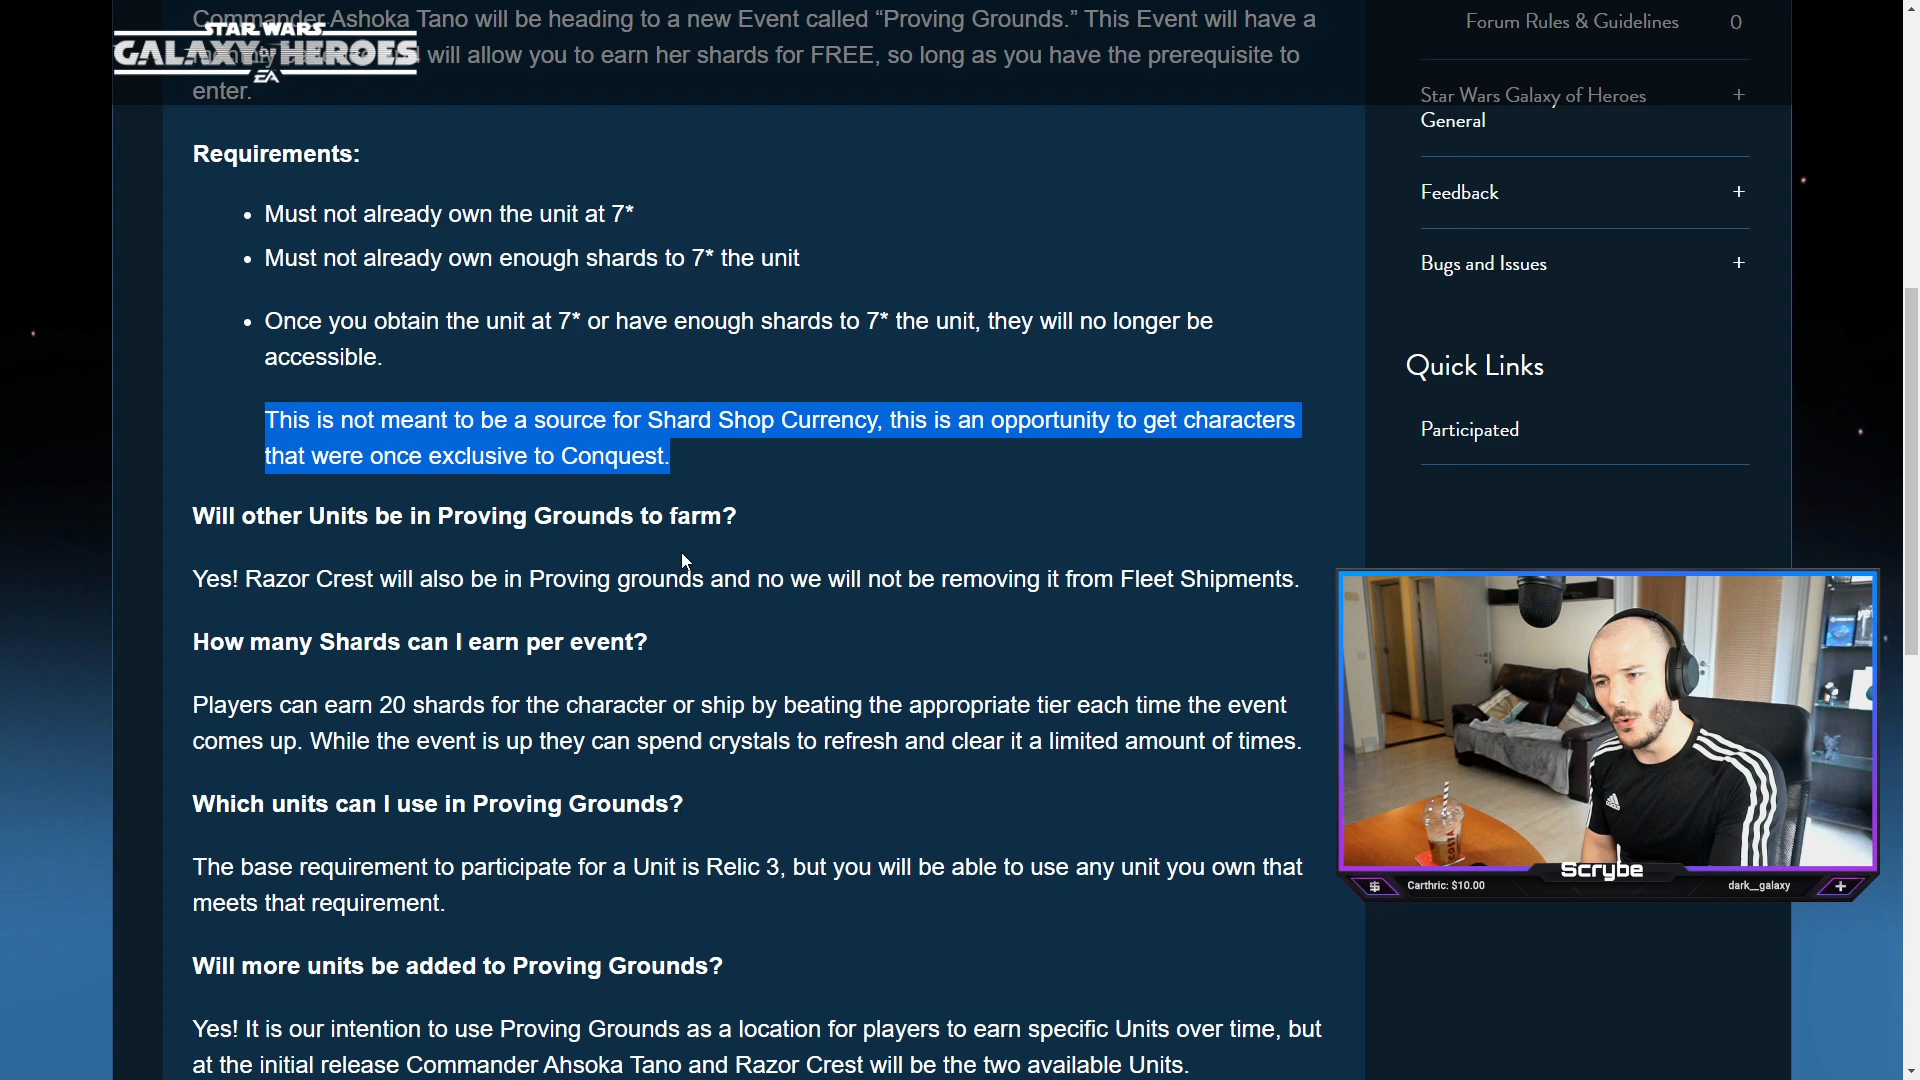 Commander Ashoka Tano will be heading to a new Event called “Proving Grounds.” This Event will have a
STAR WARS
GALAXY OF HEROES
EA
will allow you to earn her shards for FREE, so long as you have the prerequisite to
enter.
Requirements:
• Must not already own the unit at 7*
• Must not already own enough shards to 7* the unit
• Once you obtain the unit at 7* or have enough shards to 7* the unit, they will no longer be
accessible.
This is not meant to be a source for Shard Shop Currency, this is an opportunity to get characters
that were once exclusive to Conquest.
Will other Units be in Proving Grounds to farm?
Yes! Razor Crest will also be in Proving grounds and no we will not be removing it from Fleet Shipments.
How many Shards can I earn per event?
Players can earn 20 shards for the character or ship by beating the appropriate tier each time the event
comes up. While the event is up they can spend crystals to refresh and clear it a limited amount of times.
Which units can I use in Proving Grounds?
The base requirement to participate for a Unit is Relic 3, but you will be able to use any unit you own that
meets that requirement.
Will more units be added to Proving Grounds?
Yes! It is our intention to use Proving Grounds as a location for players to earn specific Units over time, but
at the initial release Commander Ahsoka Tano and Razor Crest will be the two available Units.
Forum Rules & Guidelines 0
Star Wars Galaxy of Heroes +
General
Feedback +
Bugs and Issues +
Quick Links
Participated
COSTA
Scrybe
$ Carthric: $10.00 dark__galaxy +